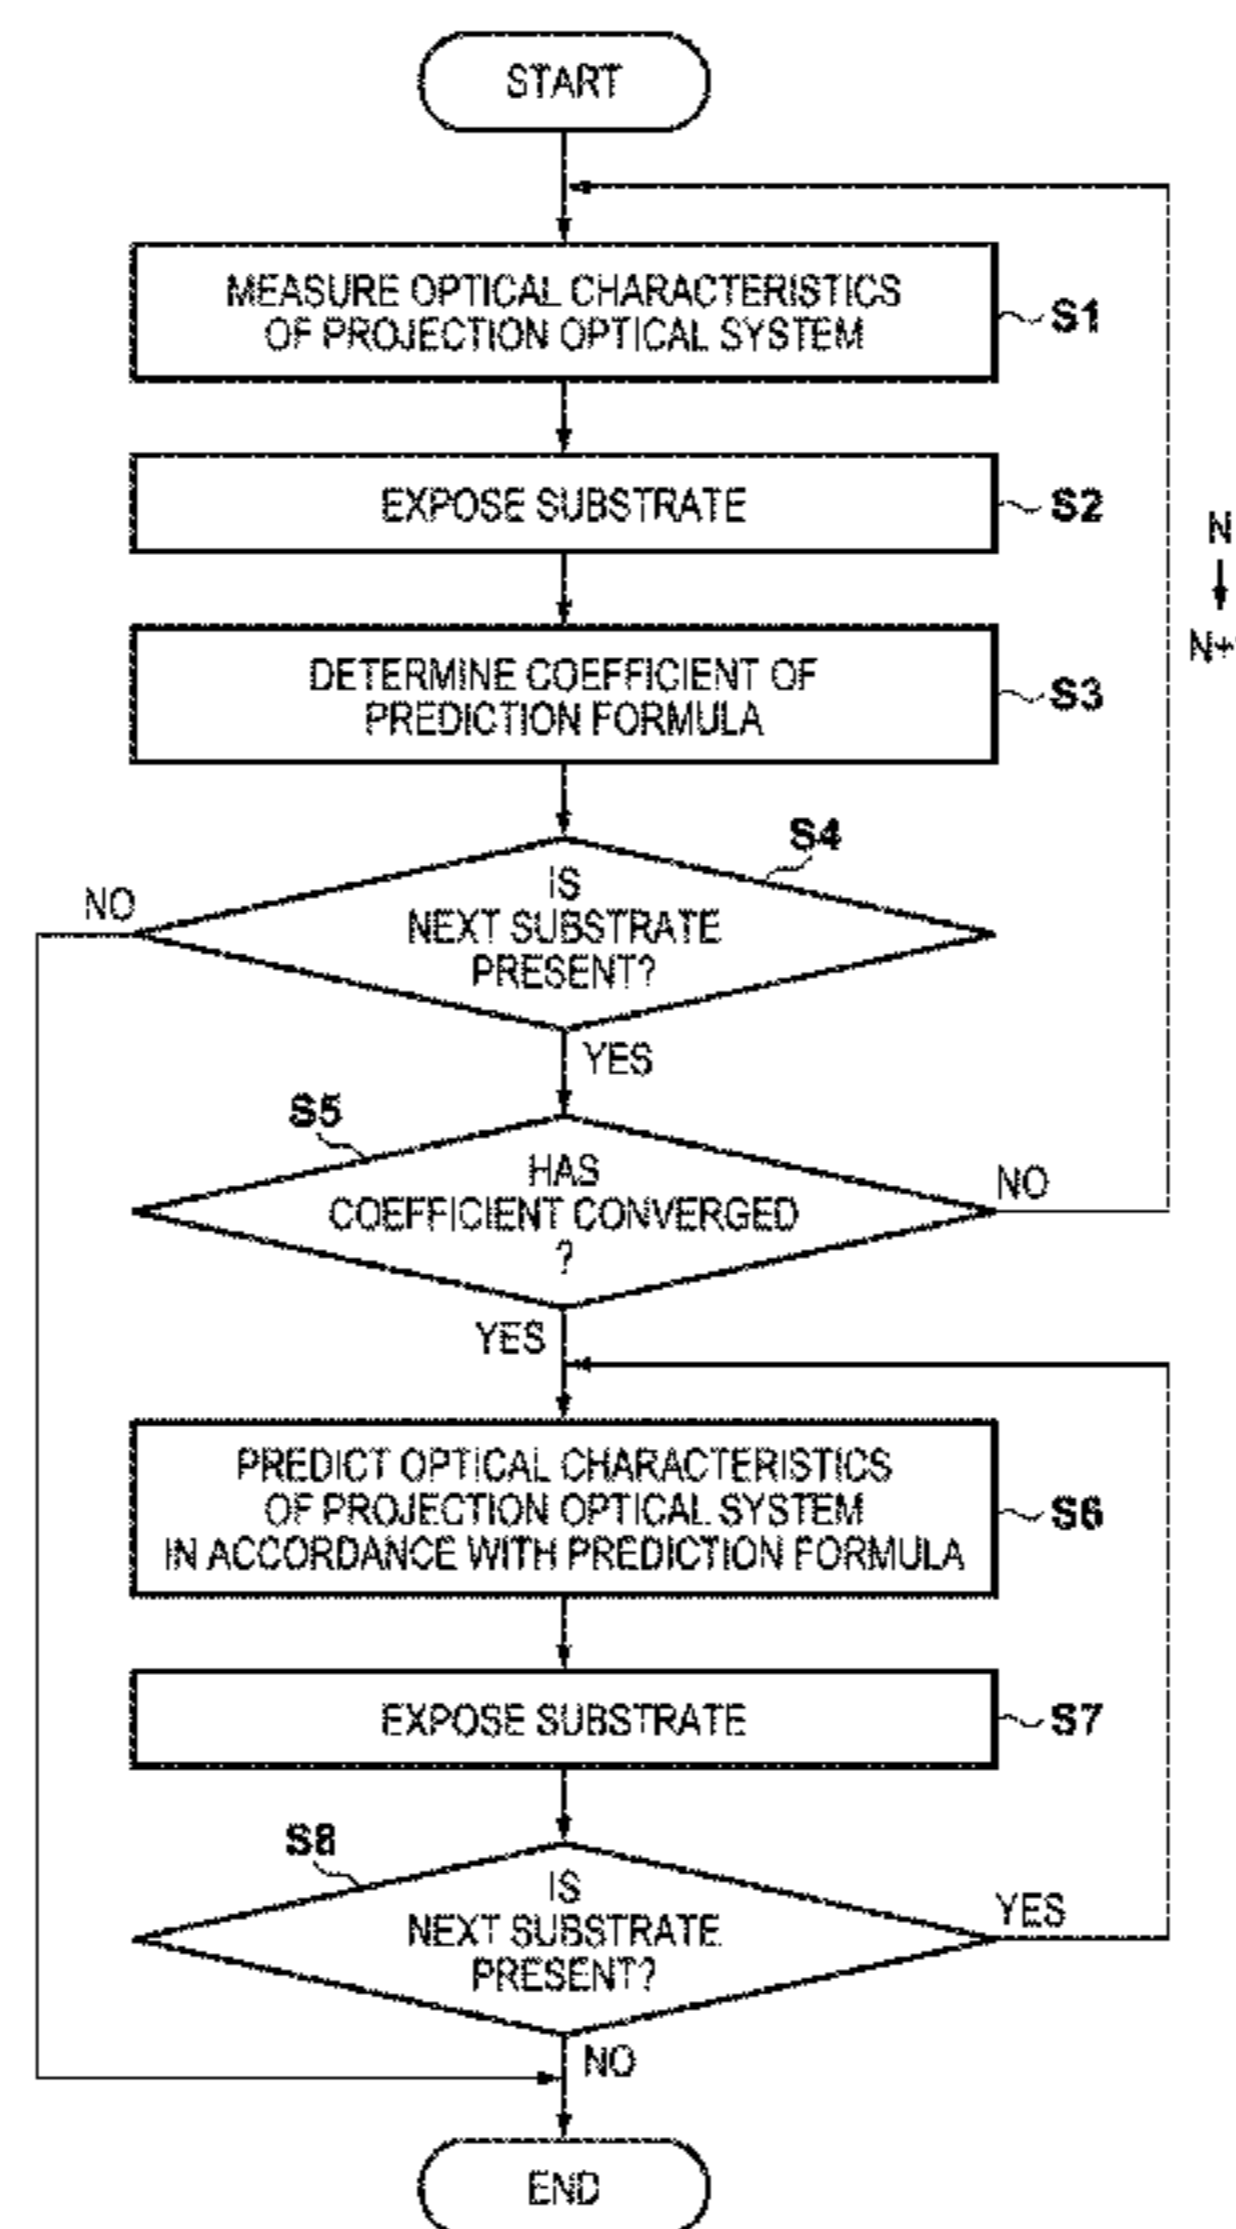 START
MEASURE OPTICAL CHARACTERISTICS
OF PROJECTION OPTICAL SYSTEM
S1
EXPOSE SUBSTRATE
S2
N
N+
DETERMINE COEFFICIENT OF
PREDICTION FORMULA
S3
S4
IS
NEXT SUBSTRATE
PRESENT?
NO
YES
S5
HAS
COEFFICIENT CONVERGED
?
NO
YES
PREDICT OPTICAL CHARACTERISTICS
OF PROJECTION OPTICAL SYSTEM
IN ACCORDANCE WITH PREDICTION FORMULA
S6
EXPOSE SUBSTRATE
S7
S8
IS
NEXT SUBSTRATE
PRESENT?
YES
NO
END